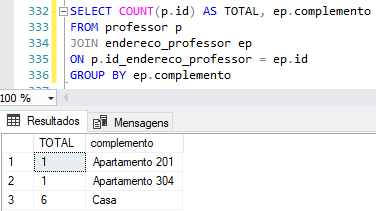 332 SELECT COUNT(p.id) AS TOTAL, ep.complemento
333 FROM professor p
334 JOIN endereco_professor ep
335 ON p.id_endereco_professor = ep.id
336 GROUP BY ep.complemento
100 %
Resultados Mensagens
TOTAL complemento
1 1 Apartamento 201
2 1 Apartamento 304
3 6 Casa